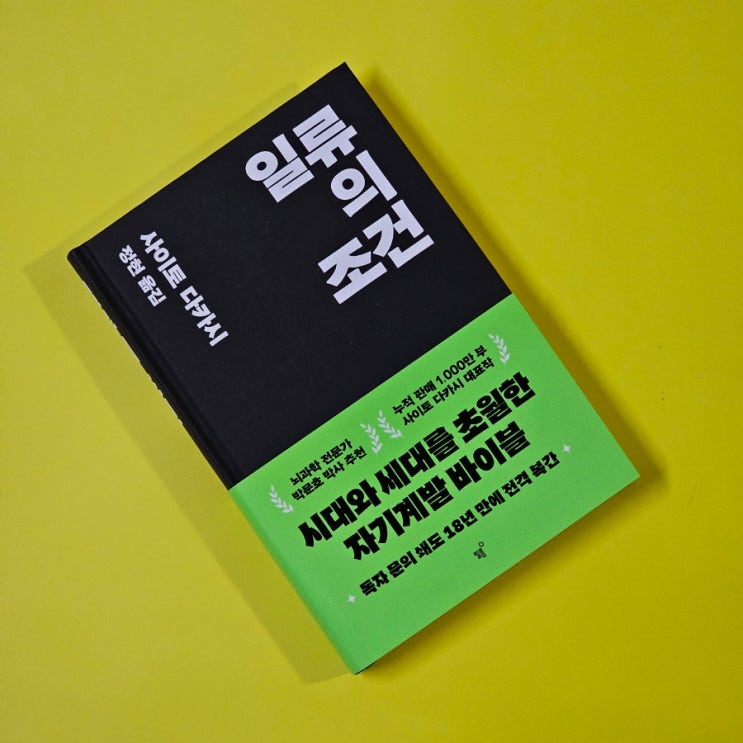 일류의
조건
사이토 다카시
정현 옮김
뇌과학 전문가
박문호 박사 추천
누적 판매 1,000만 부
사이토 다카시 대표작
시대와 세대를 초월한
자기계발 바이블
독자 문의 쇄도 18년 만에 전격 복간